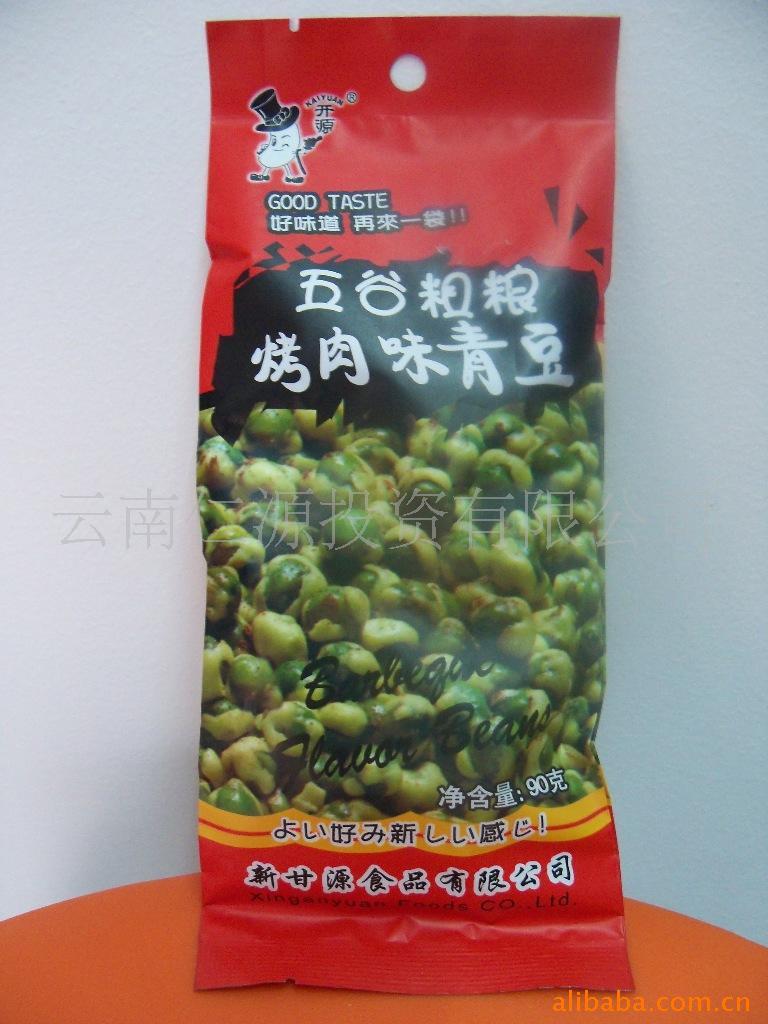 KAIYUAN®
开源
GOOD TASTE
好味道 再來一袋!!
五谷粗粮
烤肉味青豆
云南仁源投资有限公司
Barbeque
Flavor Beans
净含量:90克
よい好み新しい感じ!
新甘源食品有限公司
Xinganyuan Foods CO.,Ltd.
alibaba.com.cn